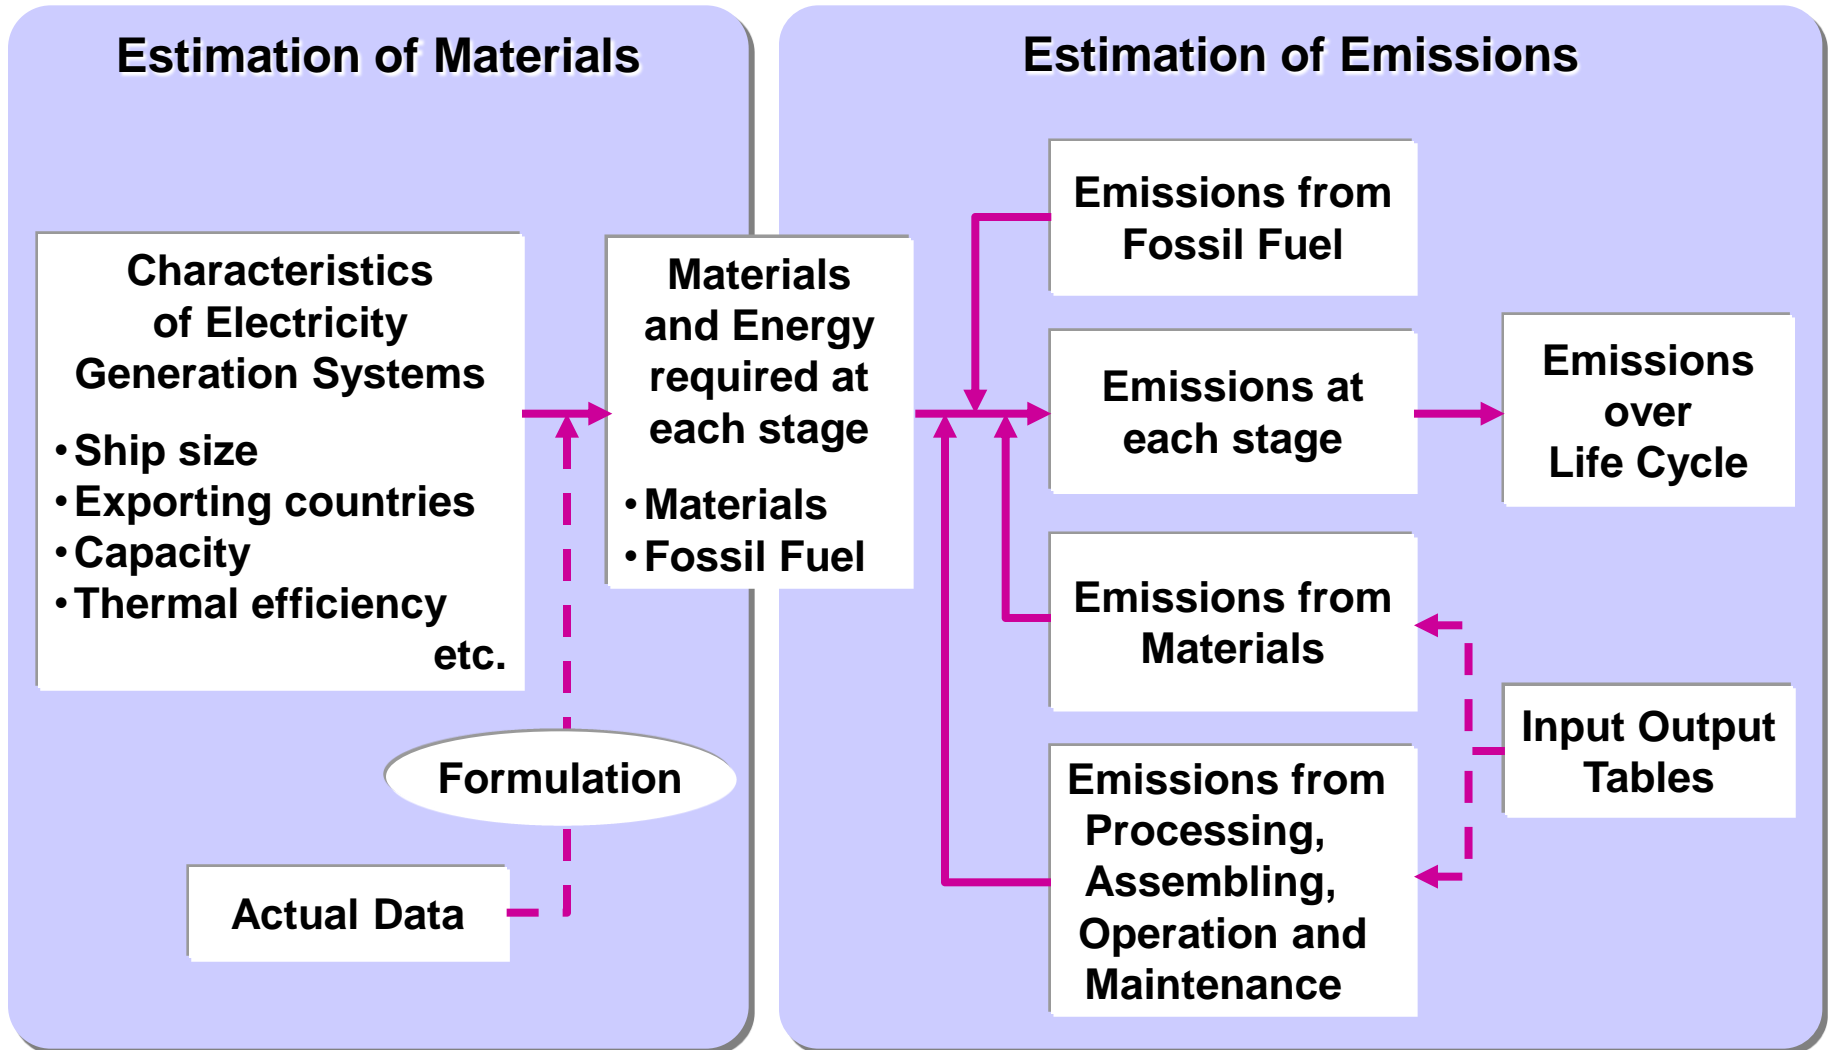 Estimation of Materials
Characteristics
of Electricity
Generation Systems
・Ship size
・Exporting countries
・Capacity
・Thermal efficiency
etc.
Formulation
Actual Data
Materials
and Energy
required at
each stage
・Materials
・Fossil Fuel
Estimation of Emissions
Emissions from
Fossil Fuel
Emissions at
each stage
Emissions
over
Life Cycle
Emissions from
Materials
Input Output
Tables
Emissions from
Processing,
Assembling,
Operation and
Maintenance